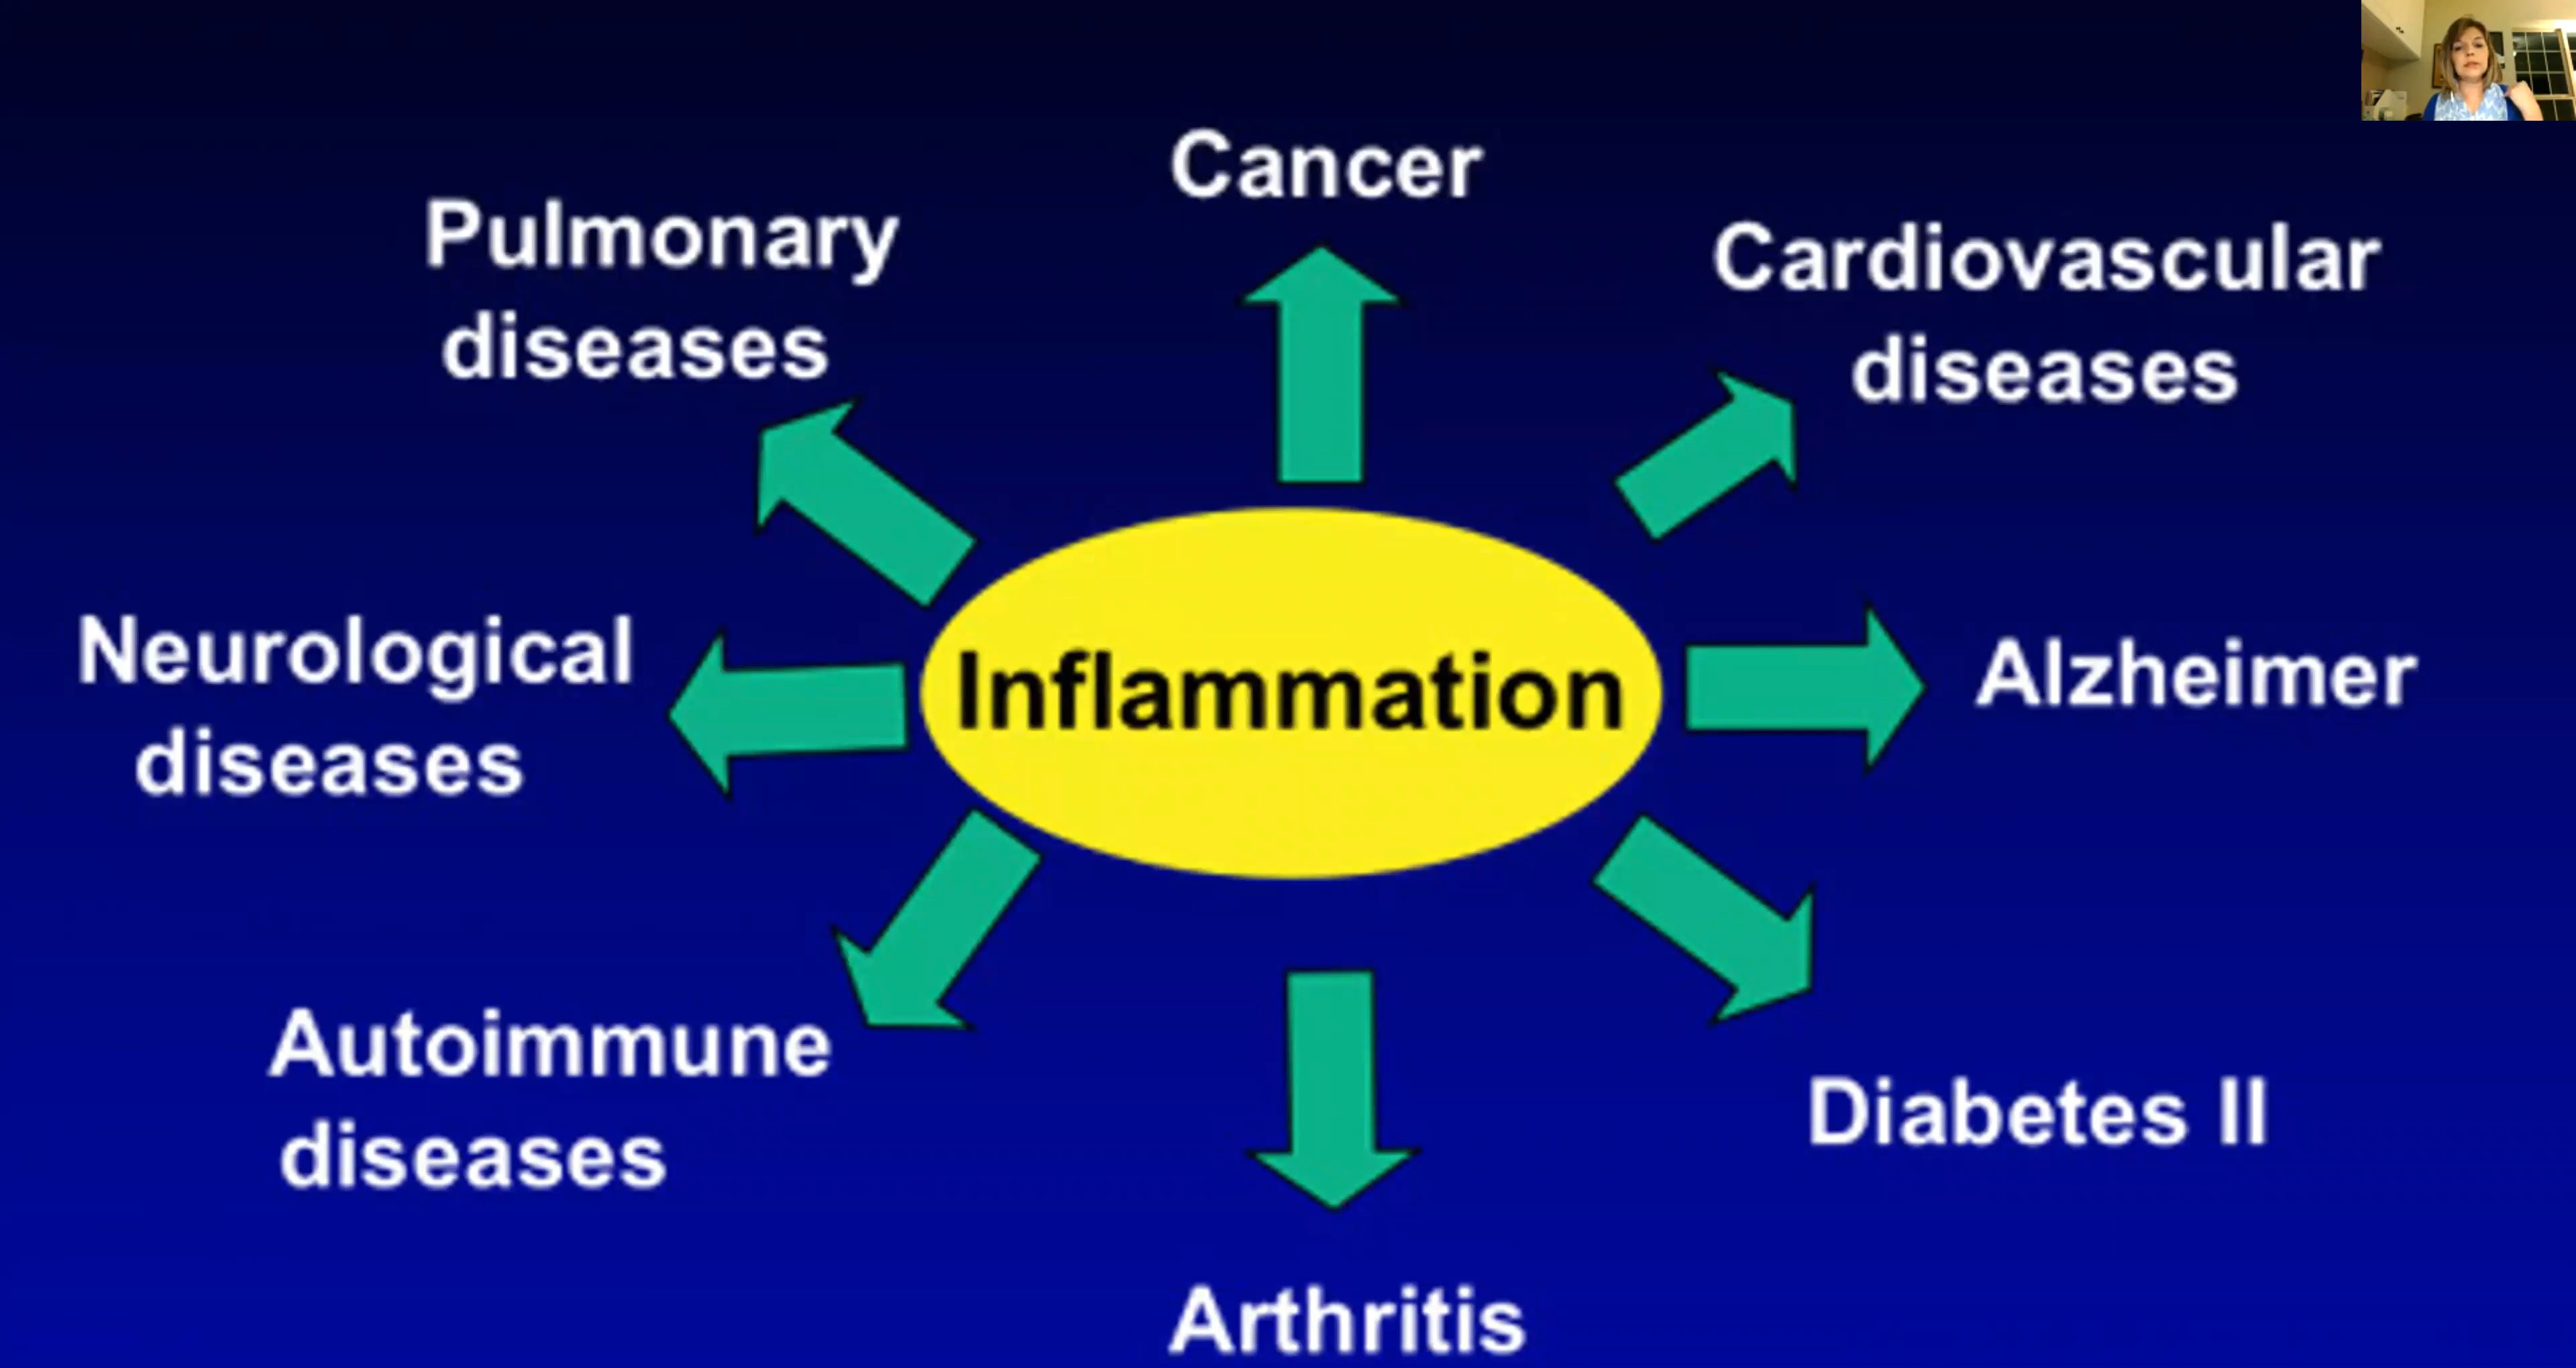 Cancer
Pulmonary
diseases
Cardiovascular
diseases
Neurological
diseases
Inflammation
Alzheimer
Autoimmune
diseases
Diabetes II
Arthritis